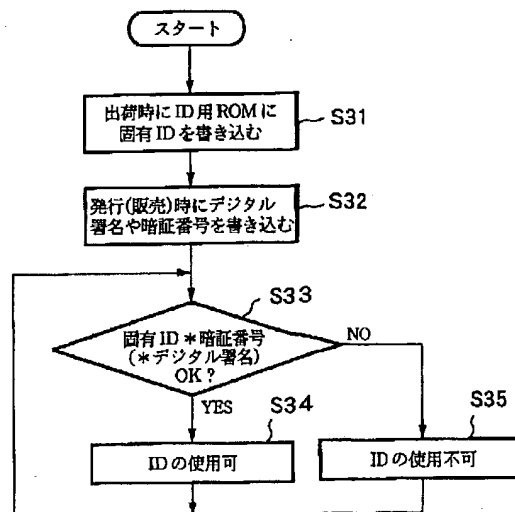 スタート
出荷時にID用ROMに
固有IDを書き込む
S31
発行(販売)時にデジタル
署名や暗証番号を書き込む
S32
S33
固有ID*暗証番号
(*デジタル署名)
OK?
NO
YES
S34
S35
IDの使用可
IDの使用不可